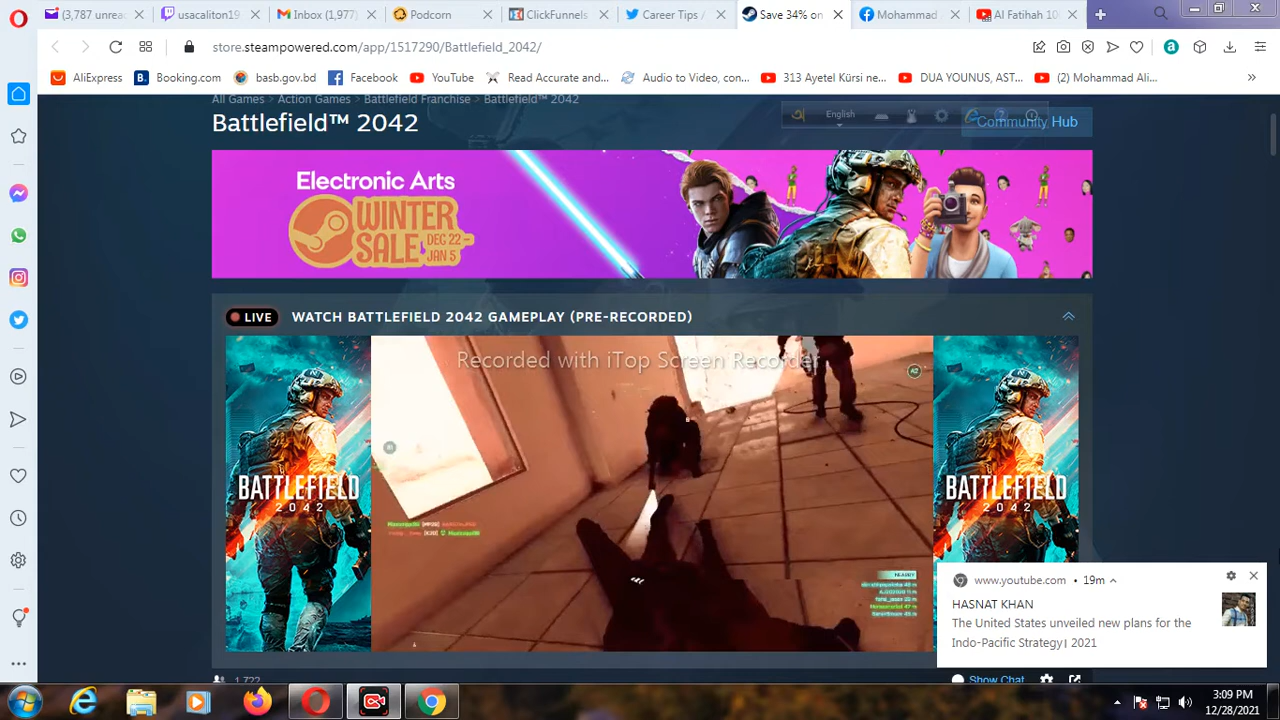 (3,787 unrea
usacaliton19
Inbox (1,977)
Podcorn
ClickFunnels
Career Tips /
Save 34% on
Mohammad
Al Fatihah 10
store.steampowered.com/app/1517290/Battlefield_2042/
AliExpress
Booking.com
basb.gov.bd
Facebook
YouTube
Read Accurate and...
Audio to Video, con...
313 Ayetel Kürsi ne...
DUA YOUNUS, AST...
(2) Mohammad Ali...
All Games > Action Games > Battlefield Franchise > Battlefield™ 2042
Battlefield™ 2042
English
Community Hub
Electronic Arts
WINTER
SALE
DEC 22 –
JAN 5
LIVE
WATCH BATTLEFIELD 2042 GAMEPLAY (PRE-RECORDED)
Recorded with iTop Screen Recorder
BATTLEFIELD
2042
BATTLEFIELD
2042
www.youtube.com • 19m
HASNAT KHAN
The United States unveiled new plans for the
Indo-Pacific Strategy| 2021
1,722
Show Chat
3:09 PM
12/28/2021